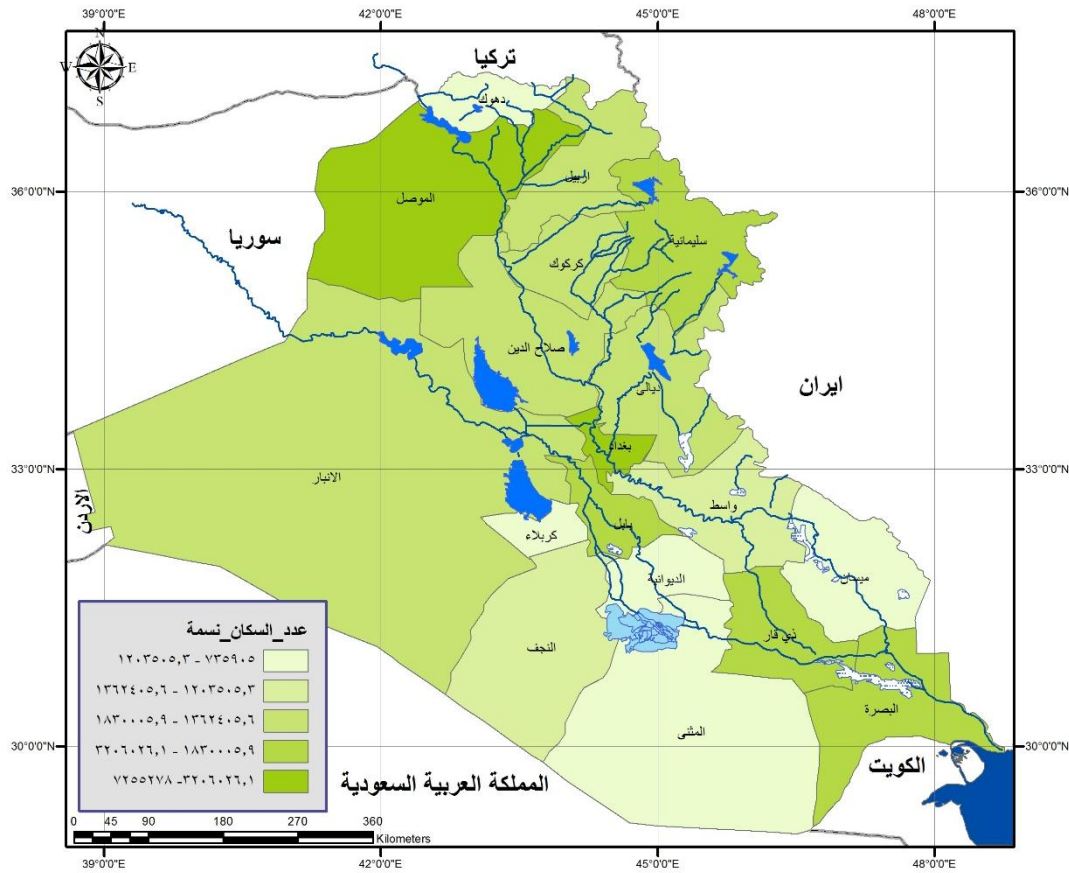 39°0'0"E 42°0'0"E 45°0'0"E 48°0'0"E
N
W E
S
تركيا
دهوك
36°0'0"N 36°0'0"N
الموصل
اربيل
سوريا
سليمانية
كركوك
صلاح الدين
ديالى
ايران
بغداد
33°0'0"N 33°0'0"N
الانبار
واسط
الاردن
بابل
كربلاء
الديوانية
ميسان
ذي قار
النجف
البصرة
المثنى
30°0'0"N 30°0'0"N
الكويت
المملكة العربية السعودية
عدد_السكان_نسمة
٧٣٥٩٠٥ - ١٢٠٣٥٠٥,٣
١٢٠٣٥٠٥,٣ - ١٣٦٢٤٠٥,٦
١٣٦٢٤٠٥,٦ - ١٨٣٠٠٠٥,٩
١٨٣٠٠٠٥,٩ - ٣٢٠٦٠٢٦,١
٣٢٠٦٠٢٦,١ - ٧٢٥٥٢٧٨
0 45 90 180 270 360
Kilometers
39°0'0"E 42°0'0"E 45°0'0"E 48°0'0"E